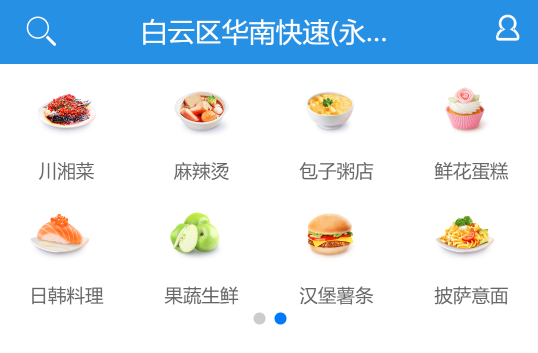 白云区华南快速(永...
川湘菜 麻辣烫 包子粥店 鲜花蛋糕
日韩料理 果蔬生鲜 汉堡薯条 披萨意面